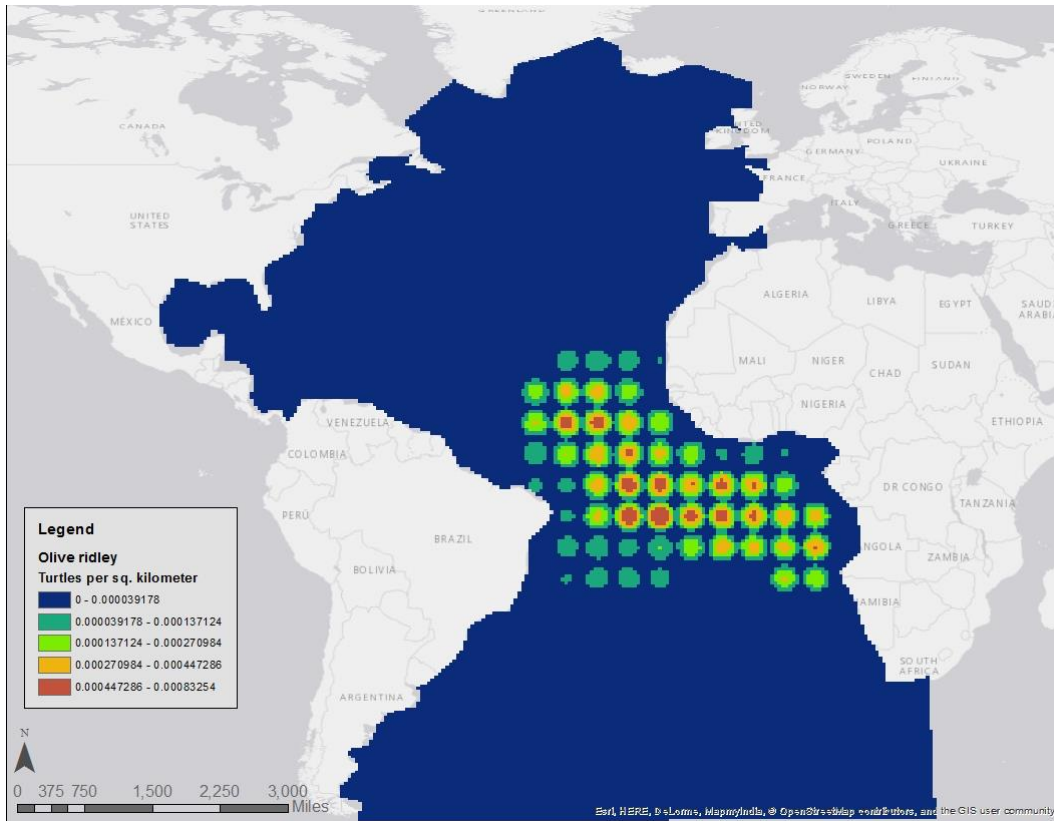 GREENLAND
SWEDEN
FINLAND
NORWAY
CANADA
UNITED
KINGDOM
POLAND
GERMANY
UKRAINE
FRANCE
ITALY
UNITED
STATES
GREECE
TURKEY
ALGERIA
LIBYA
EGYPT
SAUDI
ARABIA
MÉXICO
MALI
NIGER
SUDAN
CHAD
NIGERIA
VENEZUELA
ETHIOPIA
COLOMBIA
DR CONGO
TANZANIA
PERÚ
BRAZIL
ANGOLA
ZAMBIA
BOLIVIA
NAMIBIA
SOUTH
AFRICA
ARGENTINA
Legend
Olive ridley
Turtles per sq. kilometer
0 - 0.000039178
0.000039178 - 0.000137124
0.000137124 - 0.000270984
0.000270984 - 0.000447286
0.000447286 - 0.00083254
N
0 375 750 1,500 2,250 3,000
Miles
Esri, HERE, DeLorme, MapmyIndia, © OpenStreetMap contributors, and the GIS user community